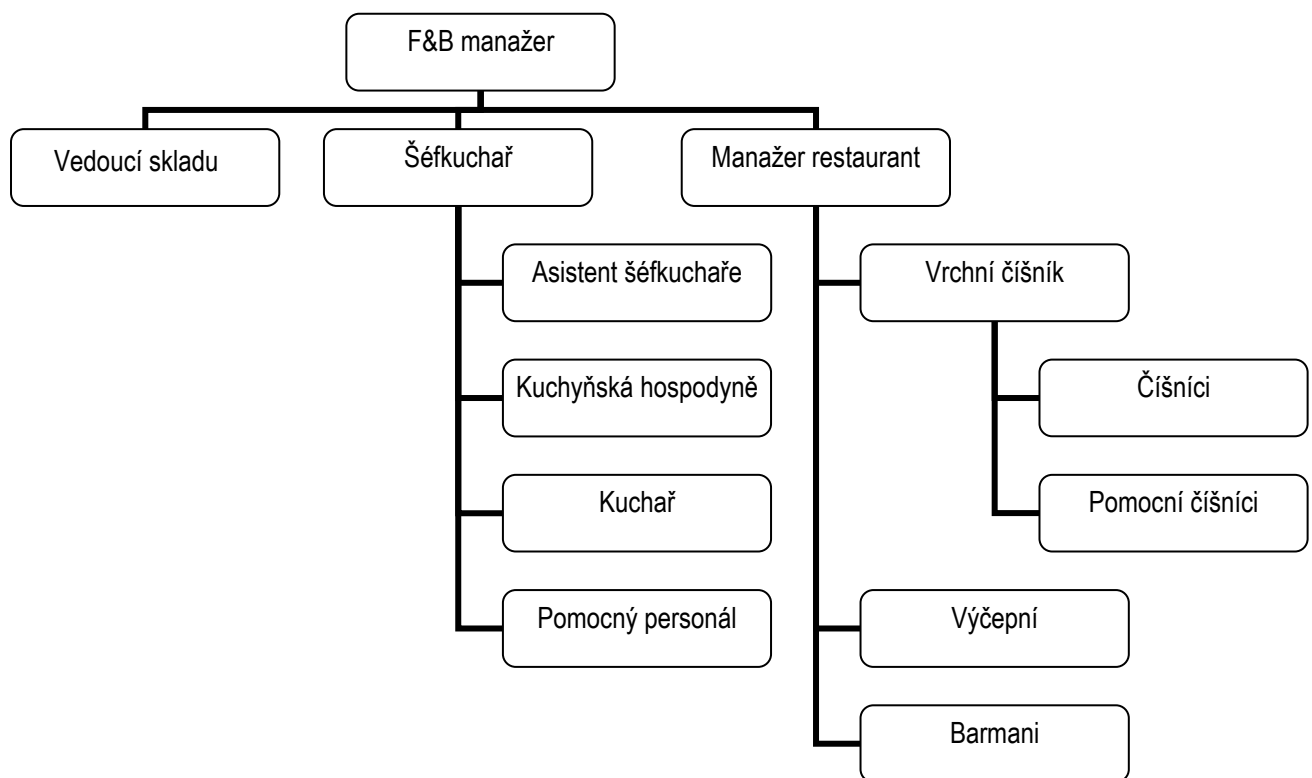 F&B manažer
Vedoucí skladu
Šéfkuchař
Manažer restaurant
Asistent šéfkuchaře
Kuchyňská hospodyně
Kuchař
Pomocný personál
Vrchní číšník
Číšníci
Pomocní číšníci
Výčepní
Barmani